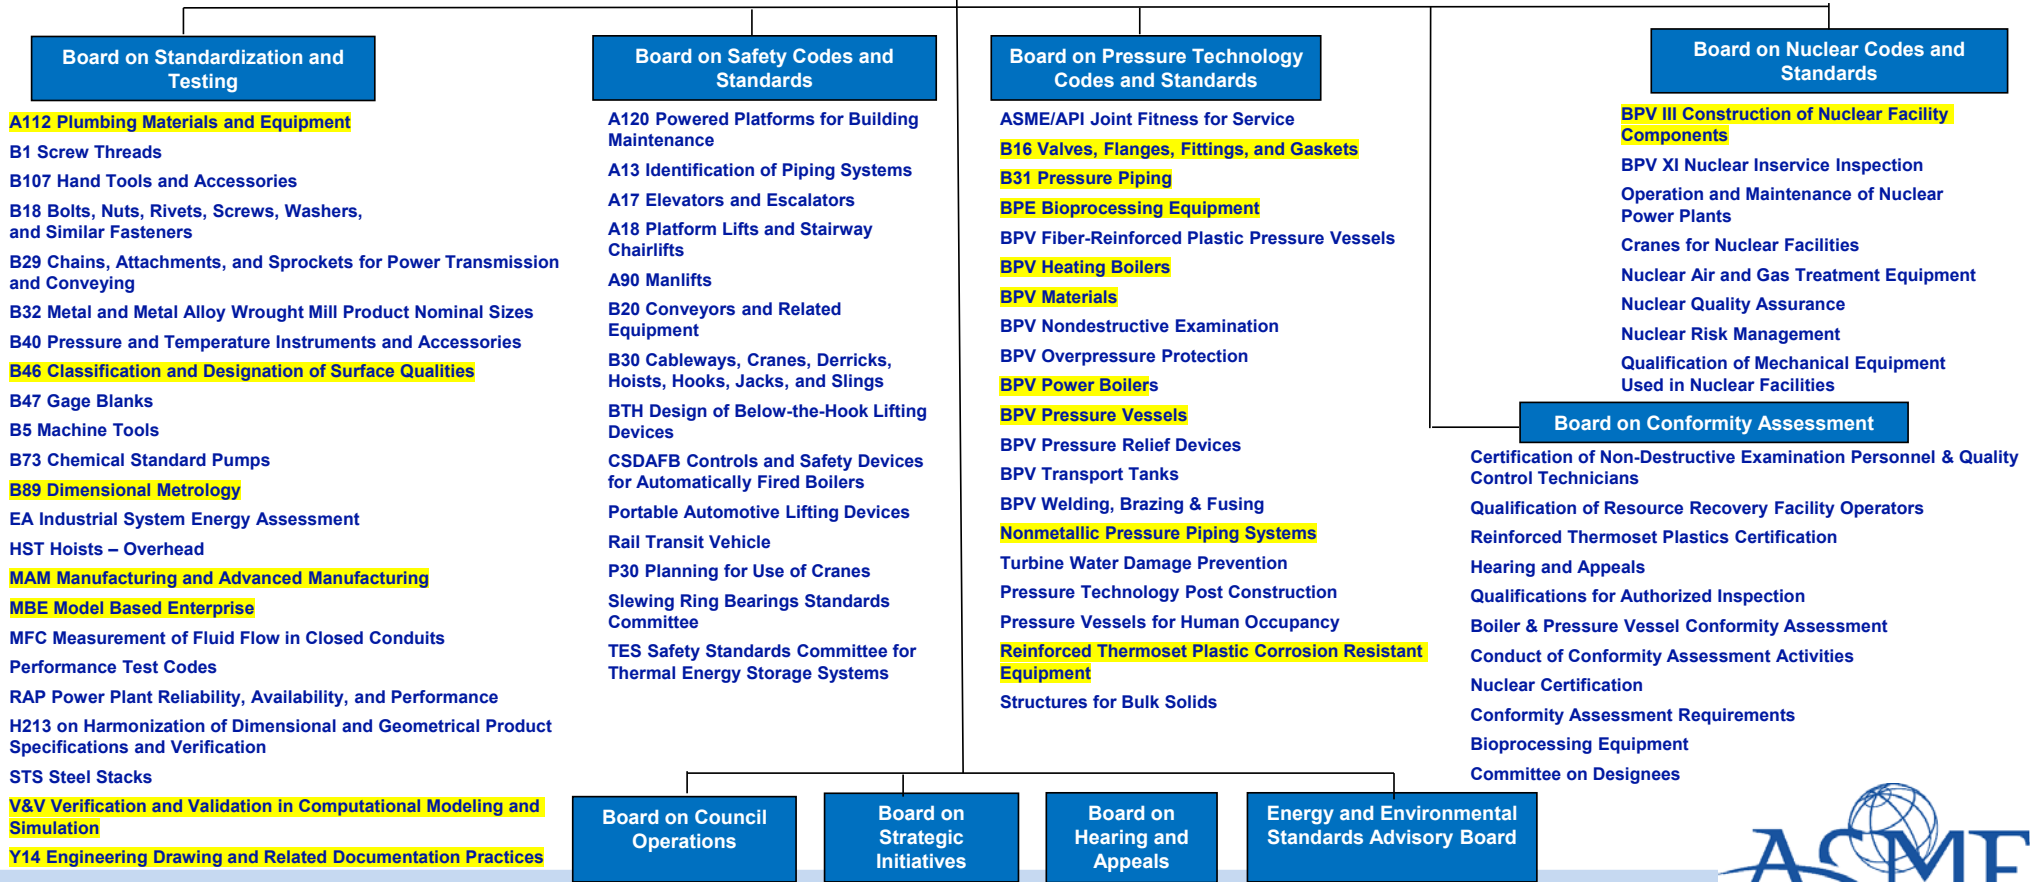 Board on Standardization and
Testing
A112 Plumbing Materials and Equipment
B1 Screw Threads
B107 Hand Tools and Accessories
B18 Bolts, Nuts, Rivets, Screws, Washers,
and Similar Fasteners
B29 Chains, Attachments, and Sprockets for Power Transmission
and Conveying
B32 Metal and Metal Alloy Wrought Mill Product Nominal Sizes
B40 Pressure and Temperature Instruments and Accessories
B46 Classification and Designation of Surface Qualities
B47 Gage Blanks
B5 Machine Tools
B73 Chemical Standard Pumps
B89 Dimensional Metrology
EA Industrial System Energy Assessment
HST Hoists – Overhead
MAM Manufacturing and Advanced Manufacturing
MBE Model Based Enterprise
MFC Measurement of Fluid Flow in Closed Conduits
Performance Test Codes
RAP Power Plant Reliability, Availability, and Performance
H213 on Harmonization of Dimensional and Geometrical Product
Specifications and Verification
STS Steel Stacks
V&V Verification and Validation in Computational Modeling and
Simulation
Y14 Engineering Drawing and Related Documentation Practices
Board on Safety Codes and
Standards
A120 Powered Platforms for Building
Maintenance
A13 Identification of Piping Systems
A17 Elevators and Escalators
A18 Platform Lifts and Stairway
Chairlifts
A90 Manlifts
B20 Conveyors and Related
Equipment
B30 Cableways, Cranes, Derricks,
Hoists, Hooks, Jacks, and Slings
BTH Design of Below-the-Hook Lifting
Devices
CSDAFB Controls and Safety Devices
for Automatically Fired Boilers
Portable Automotive Lifting Devices
Rail Transit Vehicle
P30 Planning for Use of Cranes
Slewing Ring Bearings Standards
Committee
TES Safety Standards Committee for
Thermal Energy Storage Systems
Board on Pressure Technology
Codes and Standards
ASME/API Joint Fitness for Service
B16 Valves, Flanges, Fittings, and Gaskets
B31 Pressure Piping
BPE Bioprocessing Equipment
BPV Fiber-Reinforced Plastic Pressure Vessels
BPV Heating Boilers
BPV Materials
BPV Nondestructive Examination
BPV Overpressure Protection
BPV Power Boilers
BPV Pressure Vessels
BPV Pressure Relief Devices
BPV Transport Tanks
BPV Welding, Brazing & Fusing
Nonmetallic Pressure Piping Systems
Turbine Water Damage Prevention
Pressure Technology Post Construction
Pressure Vessels for Human Occupancy
Reinforced Thermoset Plastic Corrosion Resistant
Equipment
Structures for Bulk Solids
Board on Nuclear Codes and
Standards
BPV III Construction of Nuclear Facility
Components
BPV XI Nuclear Inservice Inspection
Operation and Maintenance of Nuclear
Power Plants
Cranes for Nuclear Facilities
Nuclear Air and Gas Treatment Equipment
Nuclear Quality Assurance
Nuclear Risk Management
Qualification of Mechanical Equipment
Used in Nuclear Facilities
Board on Conformity Assessment
Certification of Non-Destructive Examination Personnel & Quality
Control Technicians
Qualification of Resource Recovery Facility Operators
Reinforced Thermoset Plastics Certification
Hearing and Appeals
Qualifications for Authorized Inspection
Boiler & Pressure Vessel Conformity Assessment
Conduct of Conformity Assessment Activities
Nuclear Certification
Conformity Assessment Requirements
Bioprocessing Equipment
Committee on Designees
Board on Council
Operations
Board on
Strategic
Initiatives
Board on
Hearing and
Appeals
Energy and Environmental
Standards Advisory Board
ASME